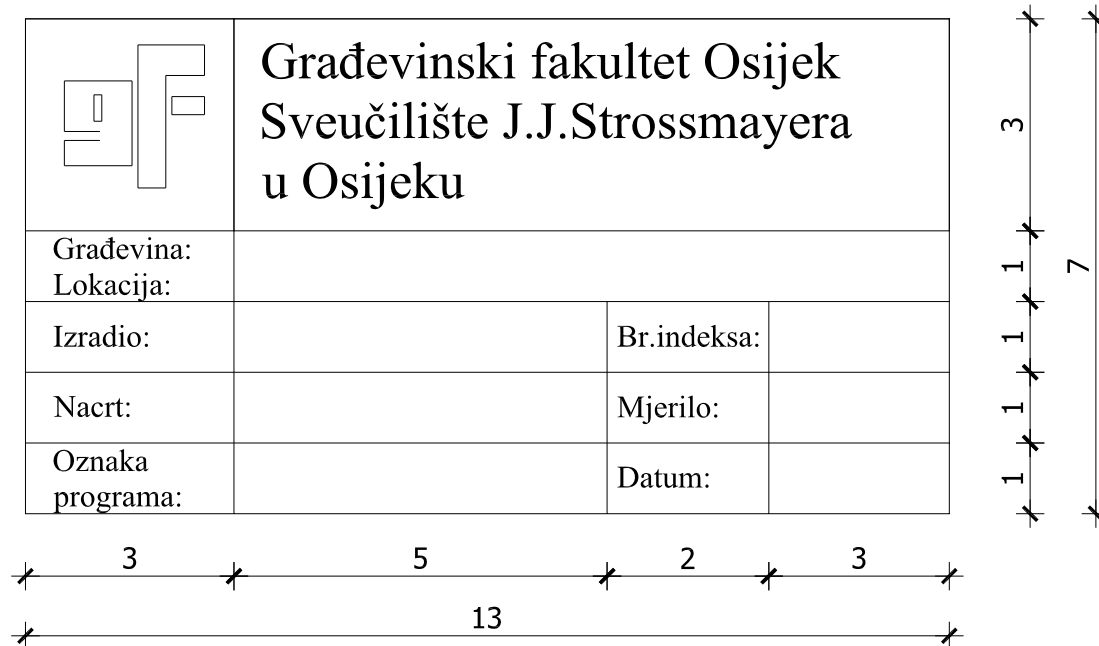 gF
Građevinski fakultet Osijek
Sveučilište J.J.Strossmayera
u Osijeku
Građevina:
Lokacija:
Izradio:
Br.indeksa:
Nacrt:
Mjerilo:
Oznaka
programa:
Datum:
3
1
1
1
1
7
3
5
2
3
13